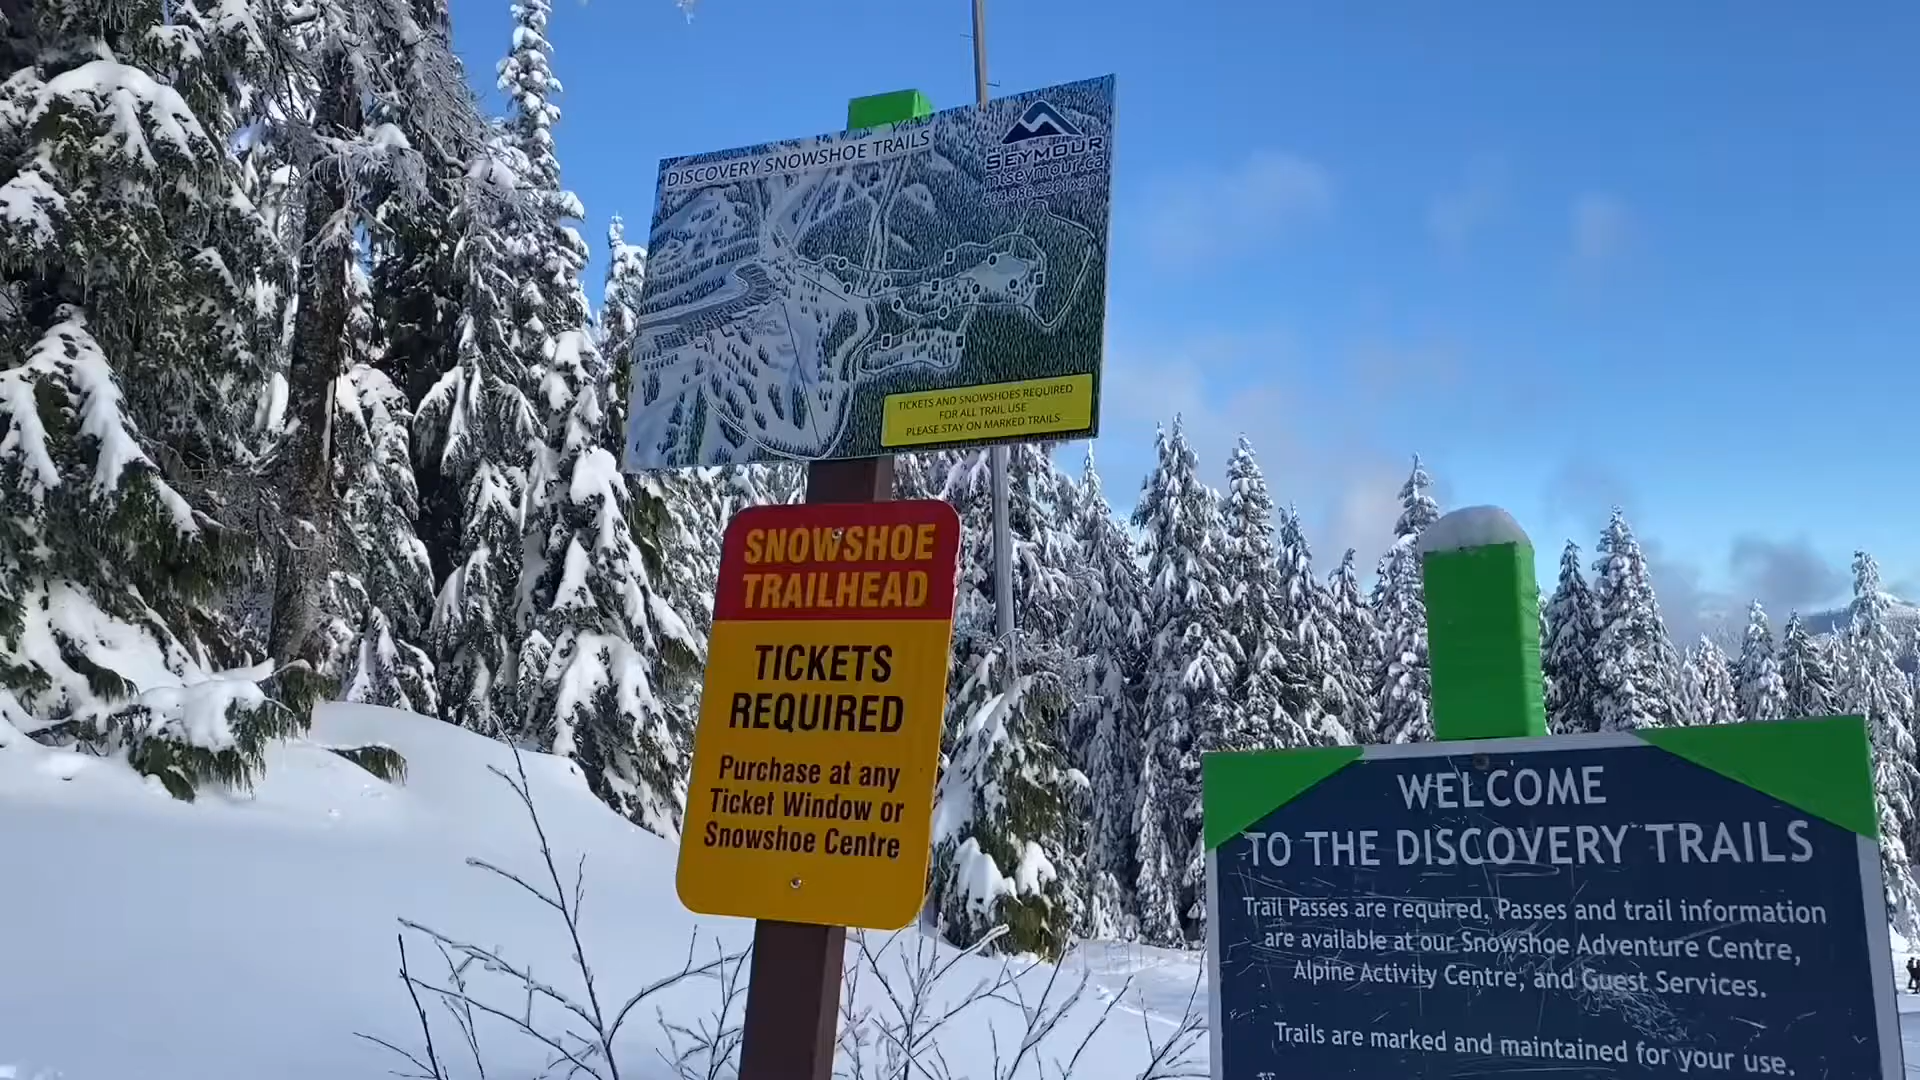 DISCOVERY SNOWSHOE TRAILS
SEYMOUR
mtseymour.ca
TICKETS AND SNOWSHOES REQUIRED
FOR ALL TRAIL USE
PLEASE STAY ON MARKED TRAILS
SNOWSHOE
TRAILHEAD
TICKETS
REQUIRED
Purchase at any
Ticket Window or
Snowshoe Centre
WELCOME
TO THE DISCOVERY TRAILS
Trail Passes are required. Passes and trail information
are available at our Snowshoe Adventure Centre,
Alpine Activity Centre, and Guest Services.
Trails are marked and maintained for your use.